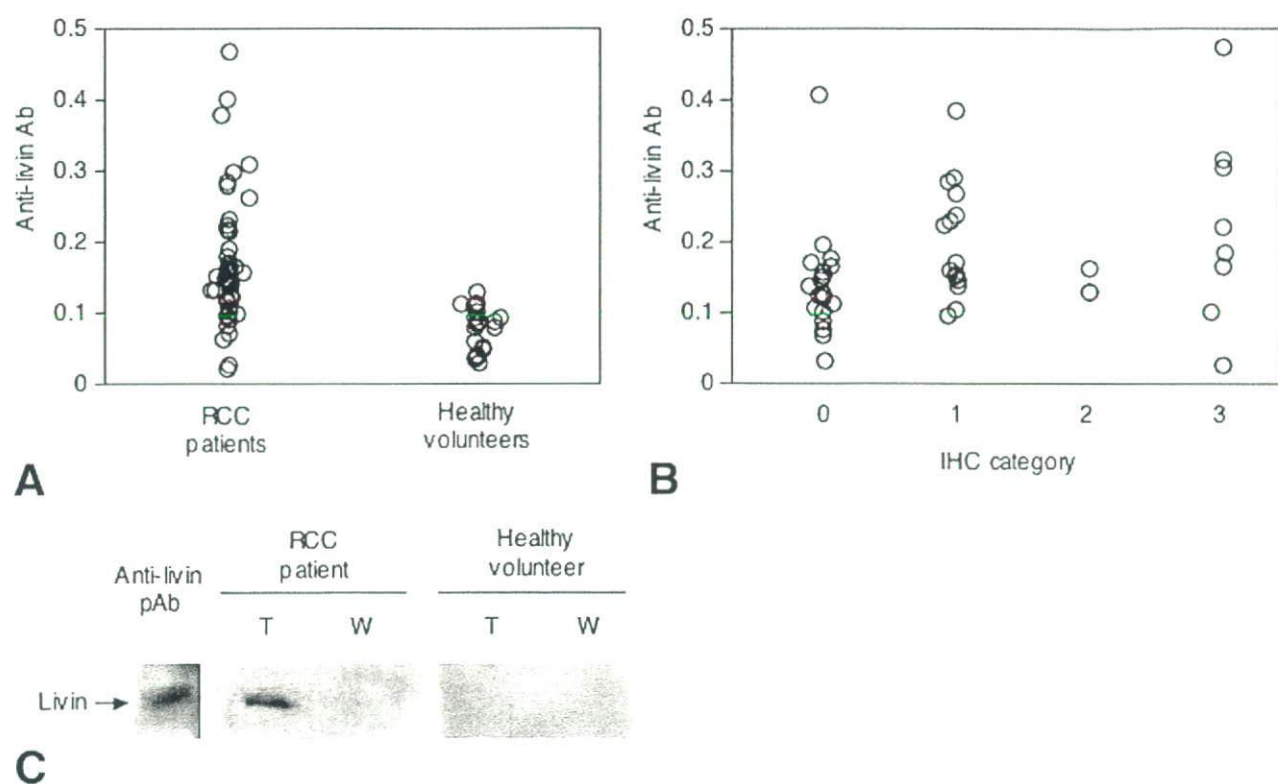 0.5
0.4
0.3
0.2
0.1
0
Anti-livin Ab
RCC
patients
Healthy
volunteers
A
0.5
0.4
0.3
0.2
0.1
0
Anti-livin Ab
0 1 2 3
IHC category
B
Anti-livin
pAb
RCC
patient
Healthy
volunteer
T W T W
Livin
C